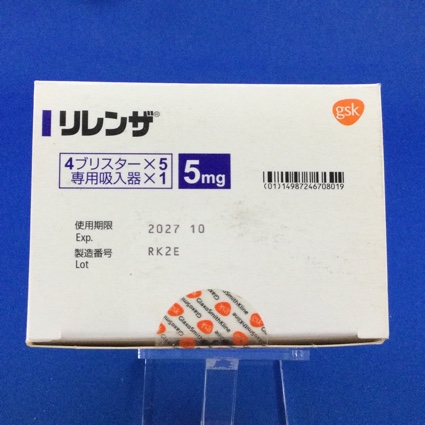 gsk
リレンザ®
4ブリスター×5
専用吸入器×1
5mg
(01)14987246708019
使用期限
Exp.
2027 10
製造番号
Lot
RK2E
GlaxoSmithKline